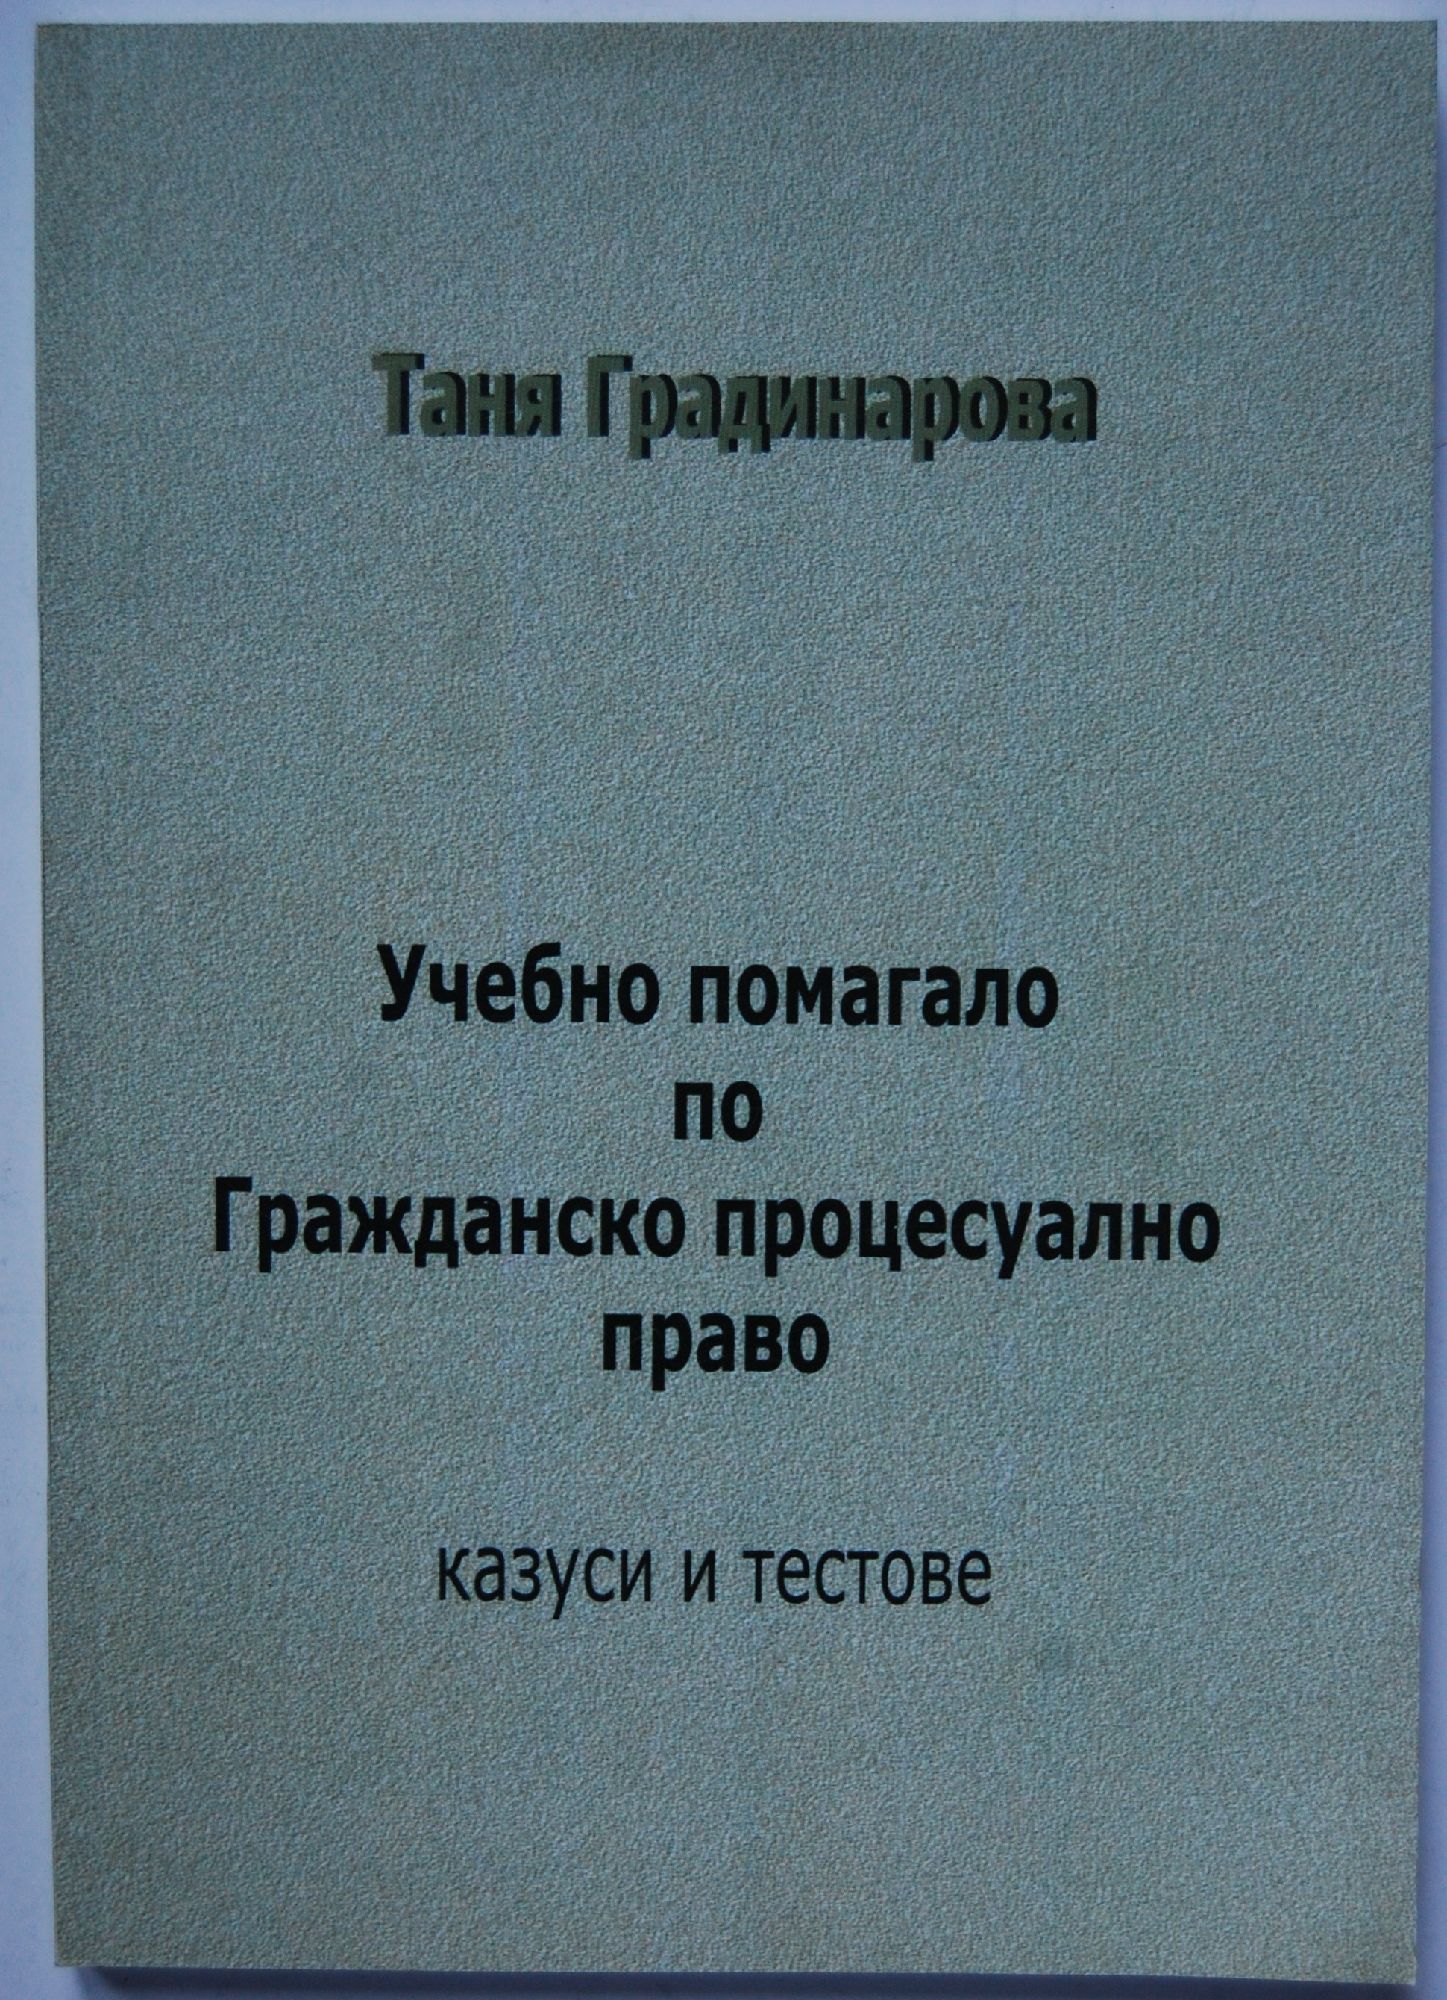 Таня Градинарова
Учебно помагало
по
Гражданско процесуално
право
казуси и тестове